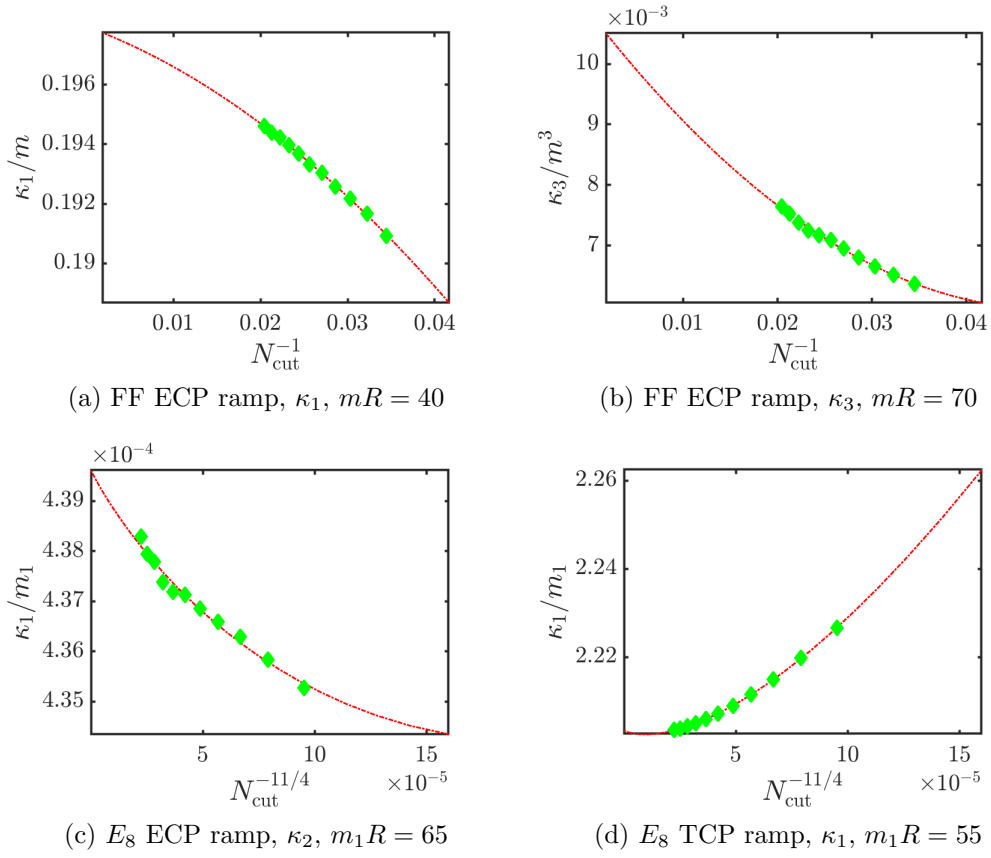 κ₁/m
0.196
0.194
0.192
0.19
0.01 0.02 0.03 0.04
N_cut^{-1}
(a) FF ECP ramp, κ₁, mR = 40
×10⁻³
κ₃/m³
10
9
8
7
0.01 0.02 0.03 0.04
N_cut^{-1}
(b) FF ECP ramp, κ₃, mR = 70
×10⁻⁴
κ₁/m₁
4.39
4.38
4.37
4.36
4.35
5 10 15
×10⁻⁵
N_cut^{-11/4}
(c) E₈ ECP ramp, κ₂, m₁R = 65
κ₁/m₁
2.26
2.24
2.22
5 10 15
×10⁻⁵
N_cut^{-11/4}
(d) E₈ TCP ramp, κ₁, m₁R = 55